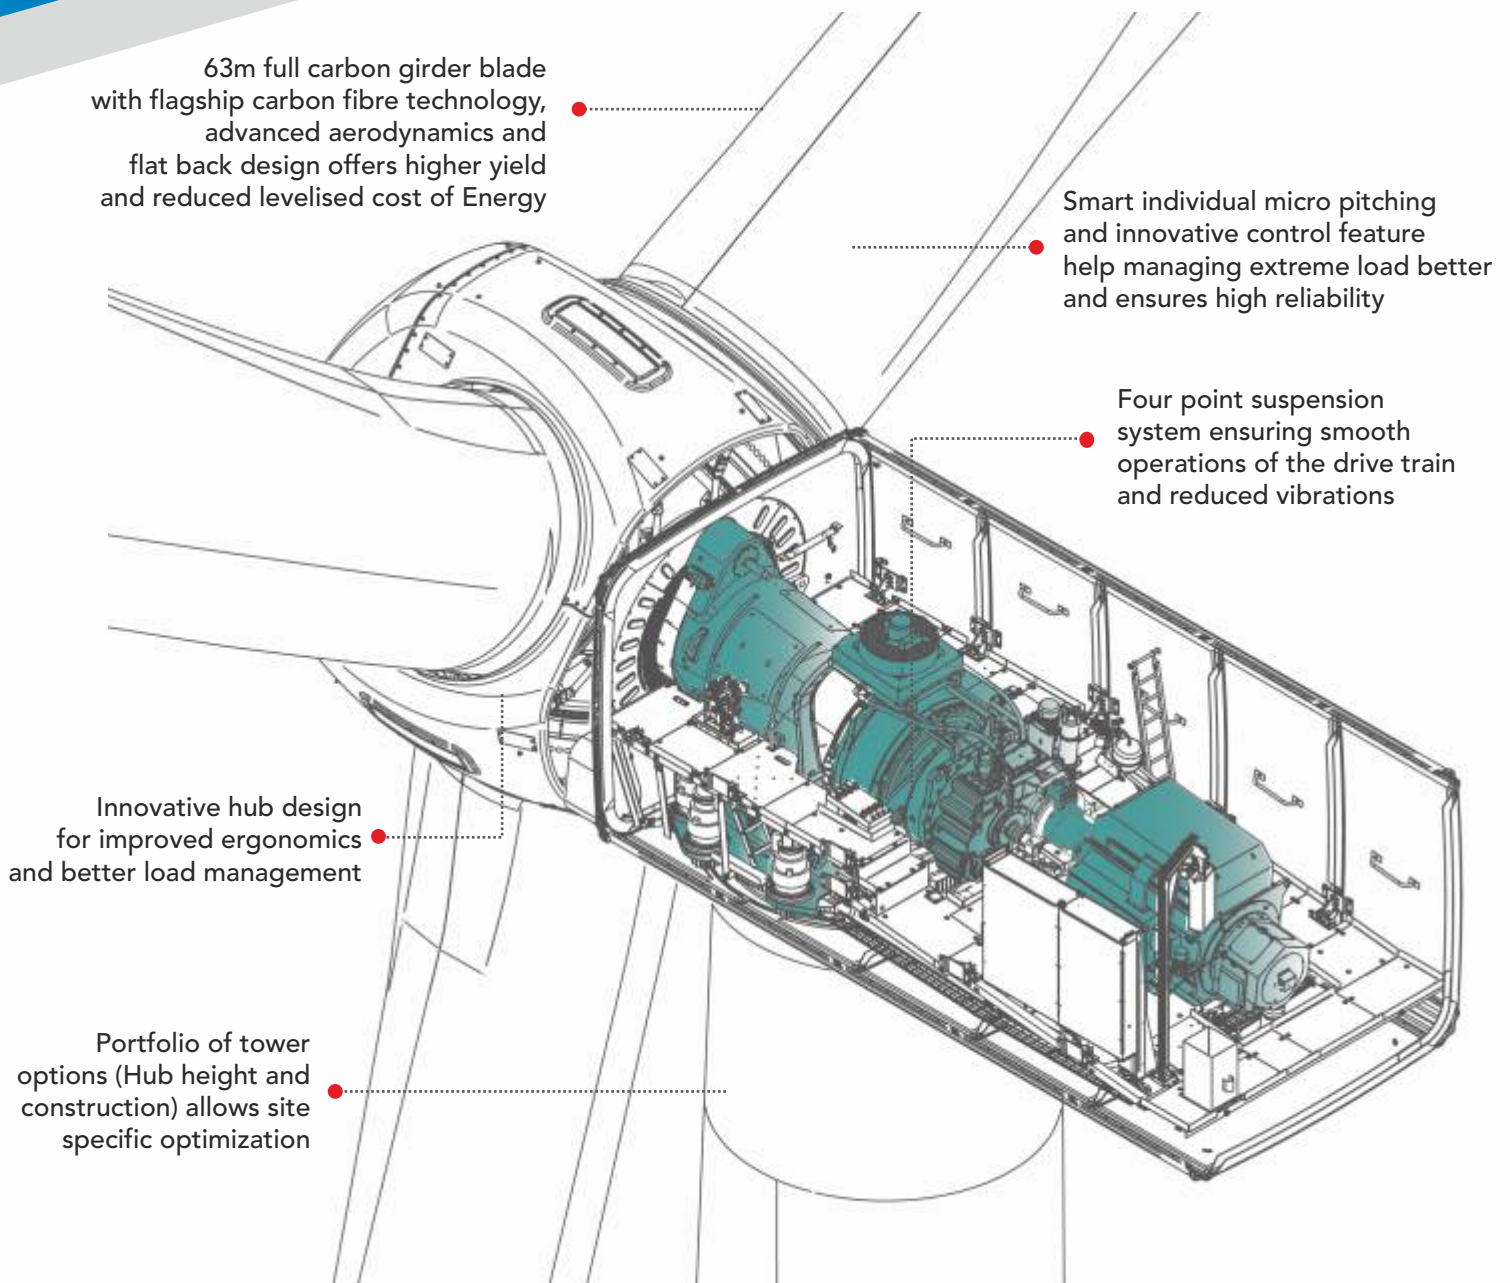 63m full carbon girder blade
with flagship carbon fibre technology,
advanced aerodynamics and
flat back design offers higher yield
and reduced levelised cost of Energy
Smart individual micro pitching
and innovative control feature
help managing extreme load better
and ensures high reliability
Four point suspension
system ensuring smooth
operations of the drive train
and reduced vibrations
Innovative hub design
for improved ergonomics
and better load management
Portfolio of tower
options (Hub height and
construction) allows site
specific optimization